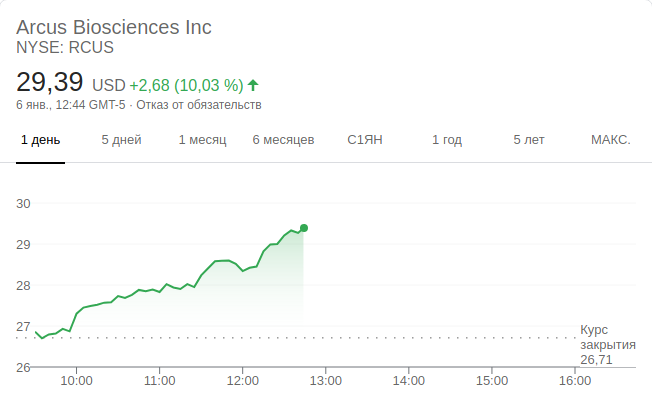 Arcus Biosciences Inc
NYSE: RCUS
29,39 USD +2,68 (10,03 %)
6 янв., 12:44 GMT-5 · Отказ от обязательств
1 день 5 дней 1 месяц 6 месяцев С1ЯН 1 год 5 лет МАКС.
30
29
28
27
26
Курс
закрытия
26,71
10:00 11:00 12:00 13:00 14:00 15:00 16:00